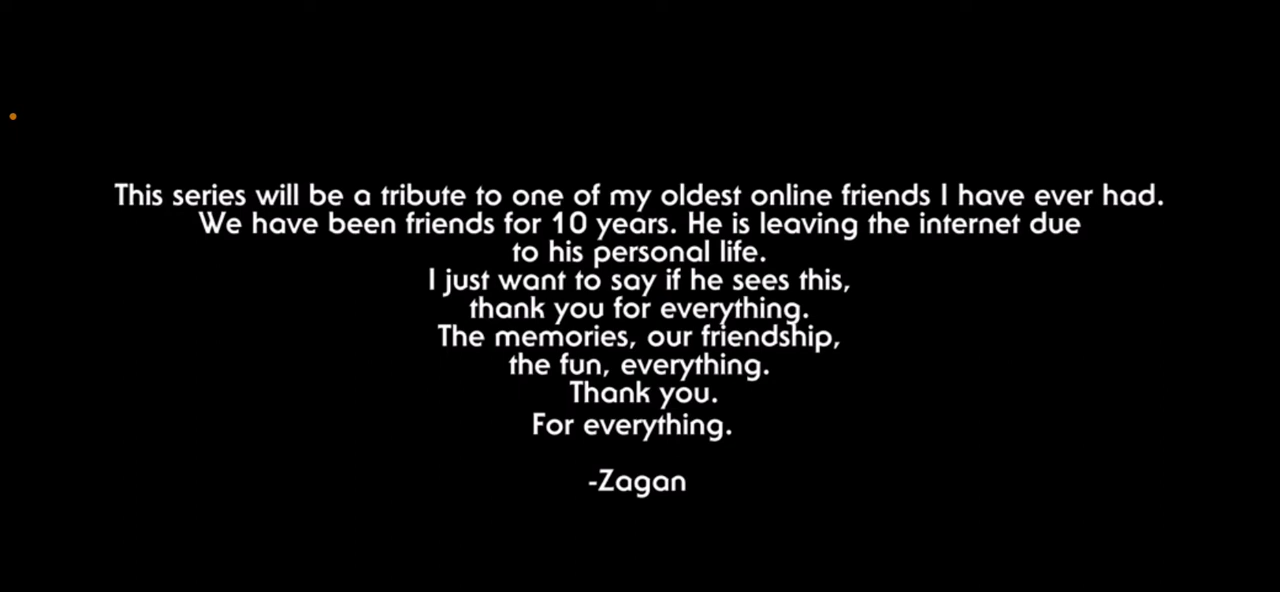 This series will be a tribute to one of my oldest online friends I have ever had.
We have been friends for 10 years. He is leaving the internet due
to his personal life.
I just want to say if he sees this,
thank you for everything.
The memories, our friendship,
the fun, everything.
Thank you.
For everything.
-Zagan